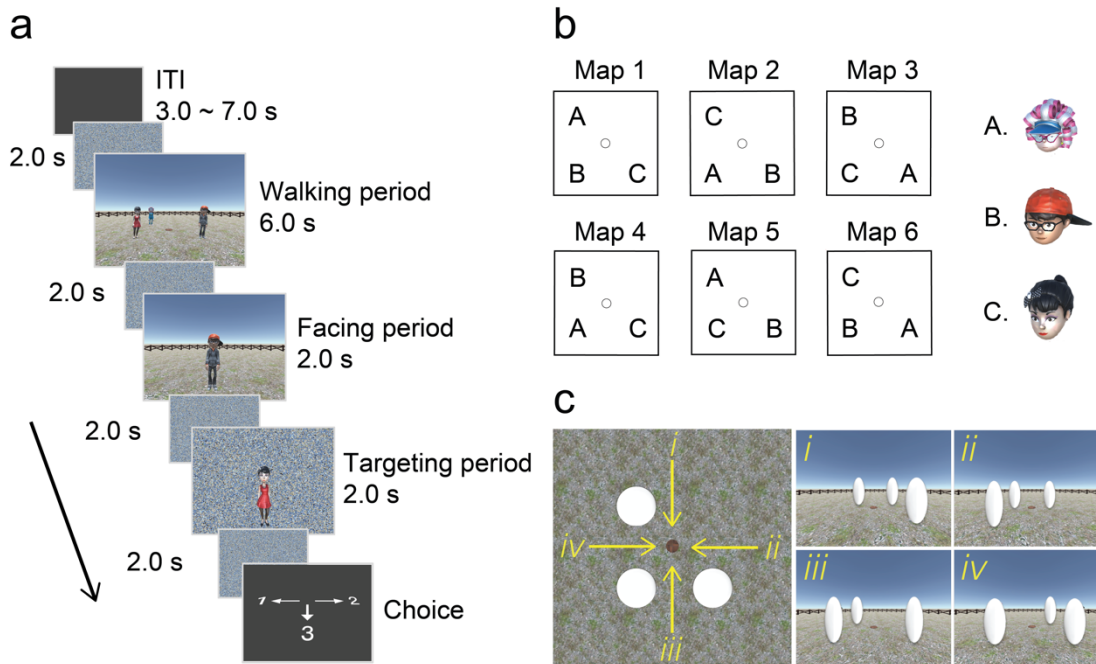 a
ITI
3.0 ~ 7.0 s
2.0 s
Walking period
6.0 s
2.0 s
Facing period
2.0 s
2.0 s
Targeting period
2.0 s
2.0 s
1 2
3
Choice
b
Map 1 Map 2 Map 3
A C B
B C A B C A
Map 4 Map 5 Map 6
B A C
A C C B B A
A.
B.
C.
c
i
iv ii
iii
i ii
iii iv